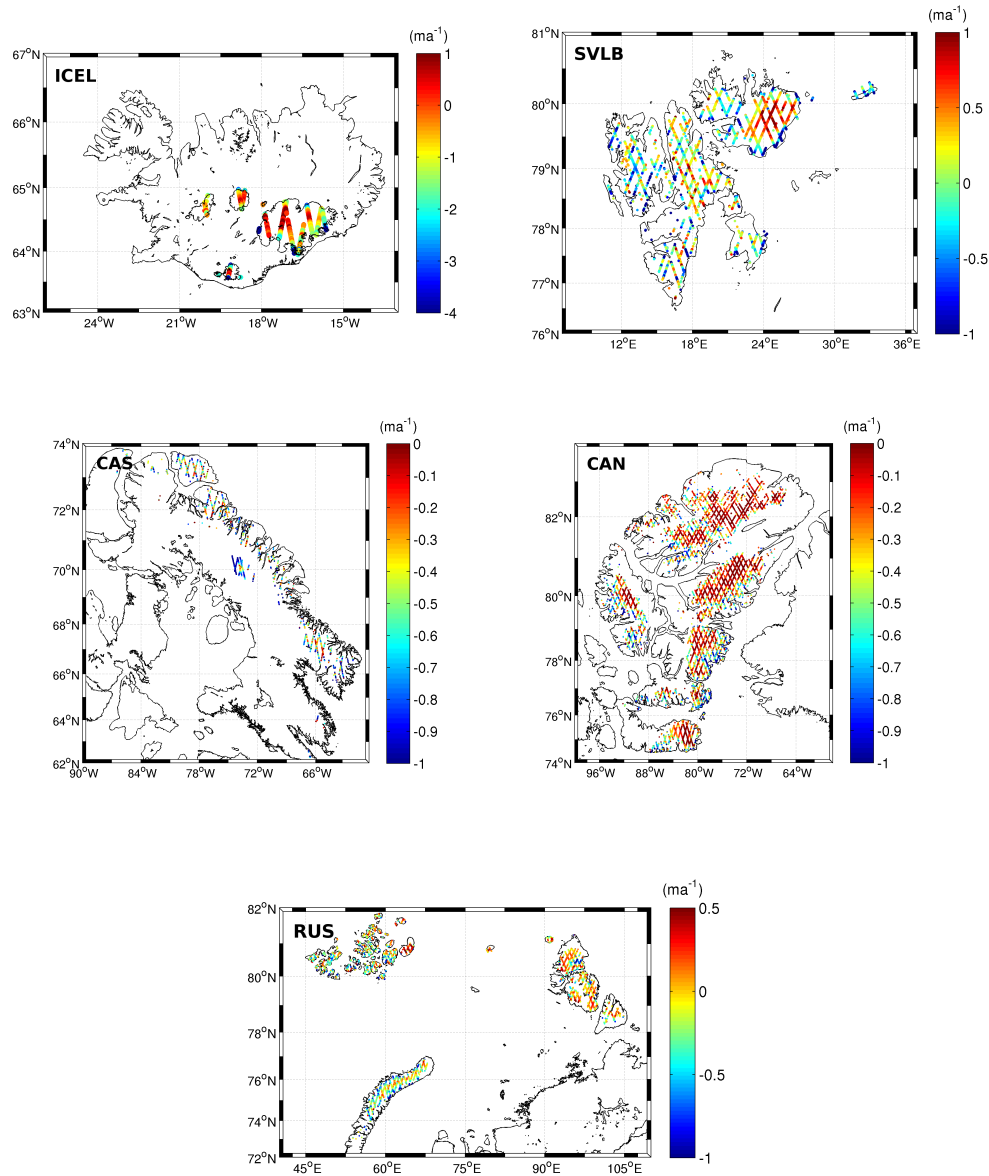 (ma-1)
67°N
66°N
65°N
64°N
63°N
ICEL
24°W 21°W 18°W 15°W
1
0
-1
-2
-3
-4
(ma-1)
81°N
80°N
79°N
78°N
77°N
76°N
SVLB
12°E 18°E 24°E 30°E 36°E
1
0.5
0
-0.5
-1
(ma-1)
74°N
72°N
70°N
68°N
66°N
64°N
62°N
CAS
90°W 84°W 78°W 72°W 66°W
0
-0.1
-0.2
-0.3
-0.4
-0.5
-0.6
-0.7
-0.8
-0.9
-1
(ma-1)
82°N
80°N
78°N
76°N
74°N
CAN
96°W 88°W 80°W 72°W 64°W
0
-0.1
-0.2
-0.3
-0.4
-0.5
-0.6
-0.7
-0.8
-0.9
-1
(ma-1)
82°N
80°N
78°N
76°N
74°N
72°N
RUS
45°E 60°E 75°E 90°E 105°E
0.5
0
-0.5
-1